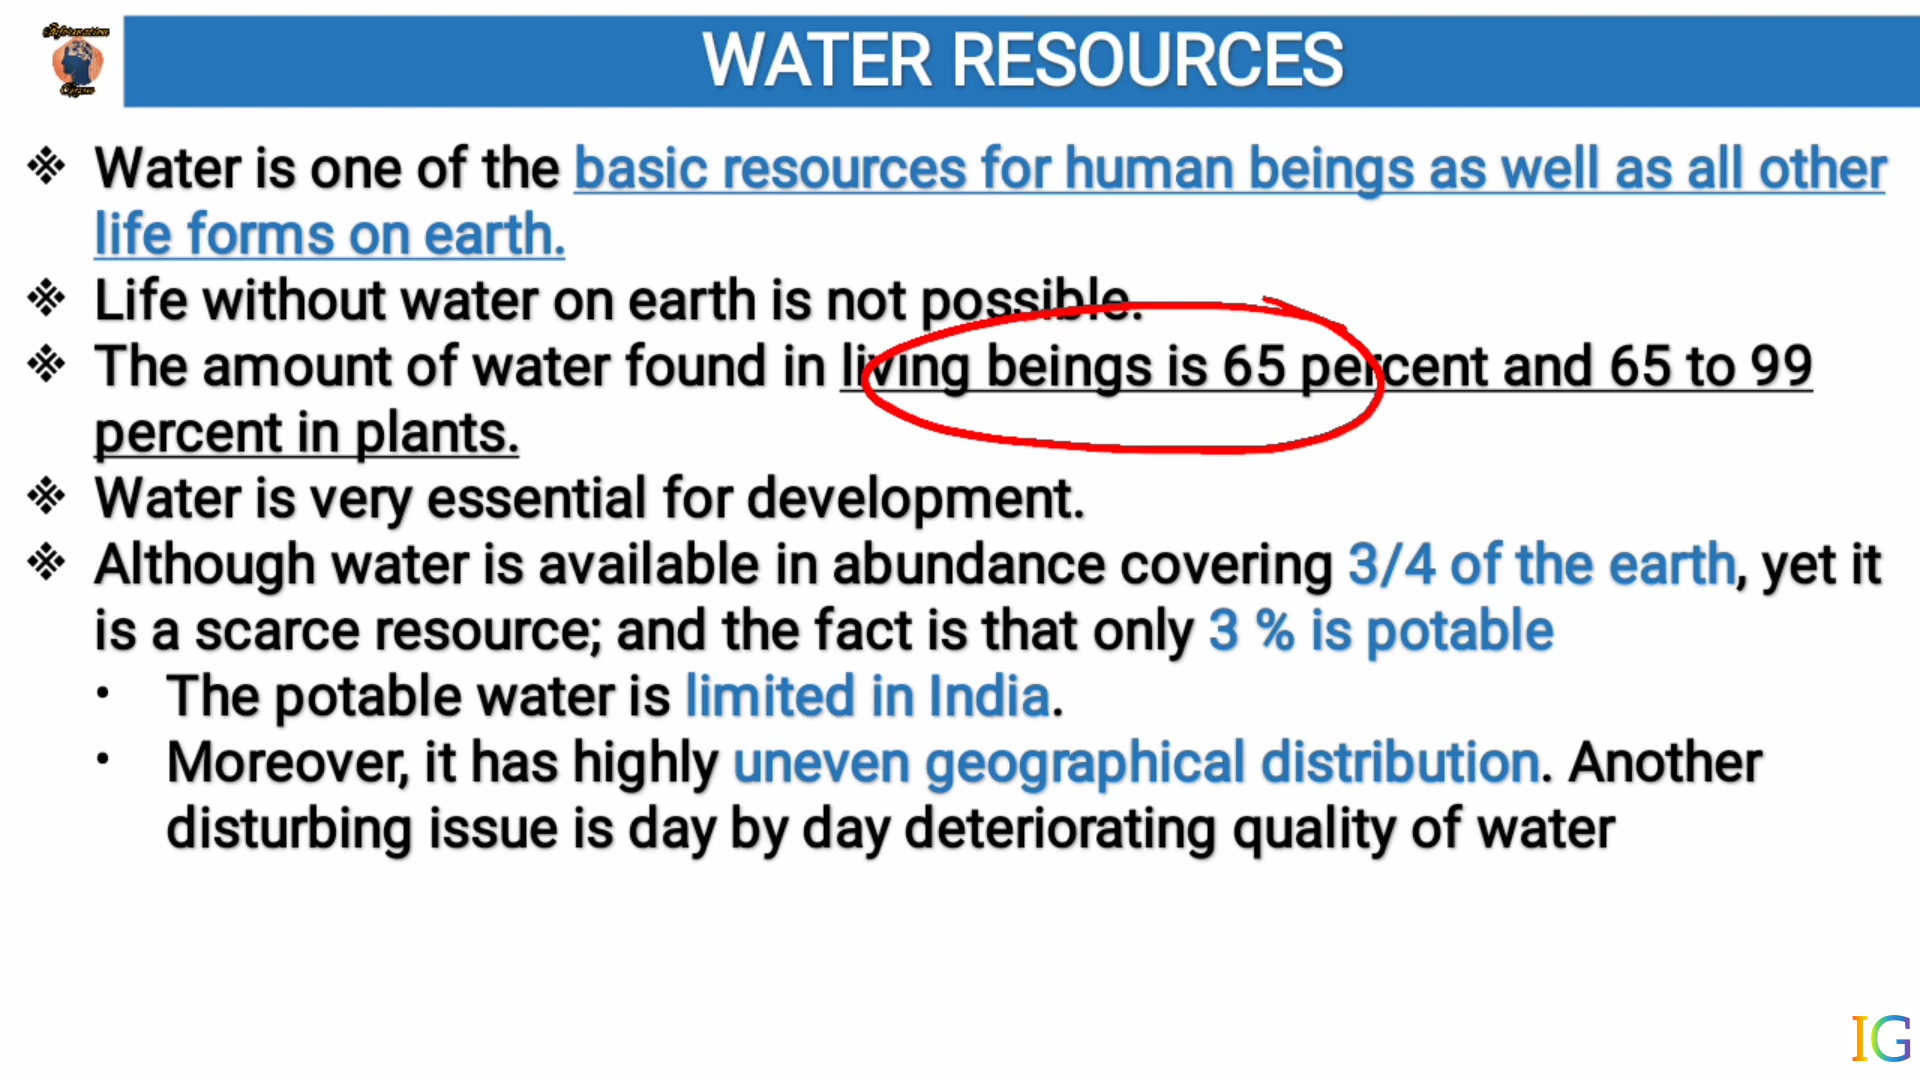 WATER RESOURCES
❖ Water is one of the basic resources for human beings as well as all other
life forms on earth.
❖ Life without water on earth is not possible.
❖ The amount of water found in living beings is 65 percent and 65 to 99
percent in plants.
❖ Water is very essential for development.
❖ Although water is available in abundance covering 3/4 of the earth, yet it
is a scarce resource; and the fact is that only 3 % is potable
• The potable water is limited in India.
• Moreover, it has highly uneven geographical distribution. Another
disturbing issue is day by day deteriorating quality of water
IG